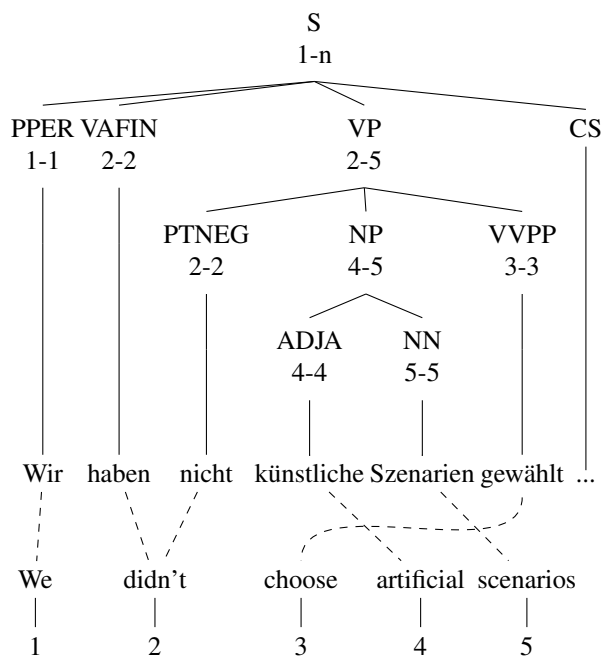 S
1-n
PPER VAFIN VP CS
1-1 2-2 2-5
PTNEG NP VVPP
2-2 4-5 3-3
ADJA NN
4-4 5-5
Wir haben nicht künstliche Szenarien gewählt ...
We didn't choose artificial scenarios
1 2 3 4 5